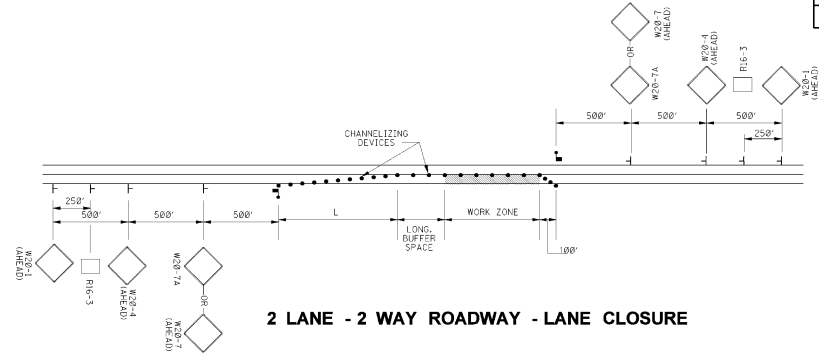 W20-7
(AHEAD)
OR
W20-7A
W20-4
(AHEAD)
R16-3
W20-1
(AHEAD)
500'
500'
500'
250'
CHANNELIZING
DEVICES
250'
500'
500'
500'
L
LONG.
BUFFER
SPACE
WORK ZONE
100'
W20-1
(AHEAD)
R16-3
W20-4
(AHEAD)
W20-7A
OR
W20-7
(AHEAD)
2 LANE - 2 WAY ROADWAY - LANE CLOSURE